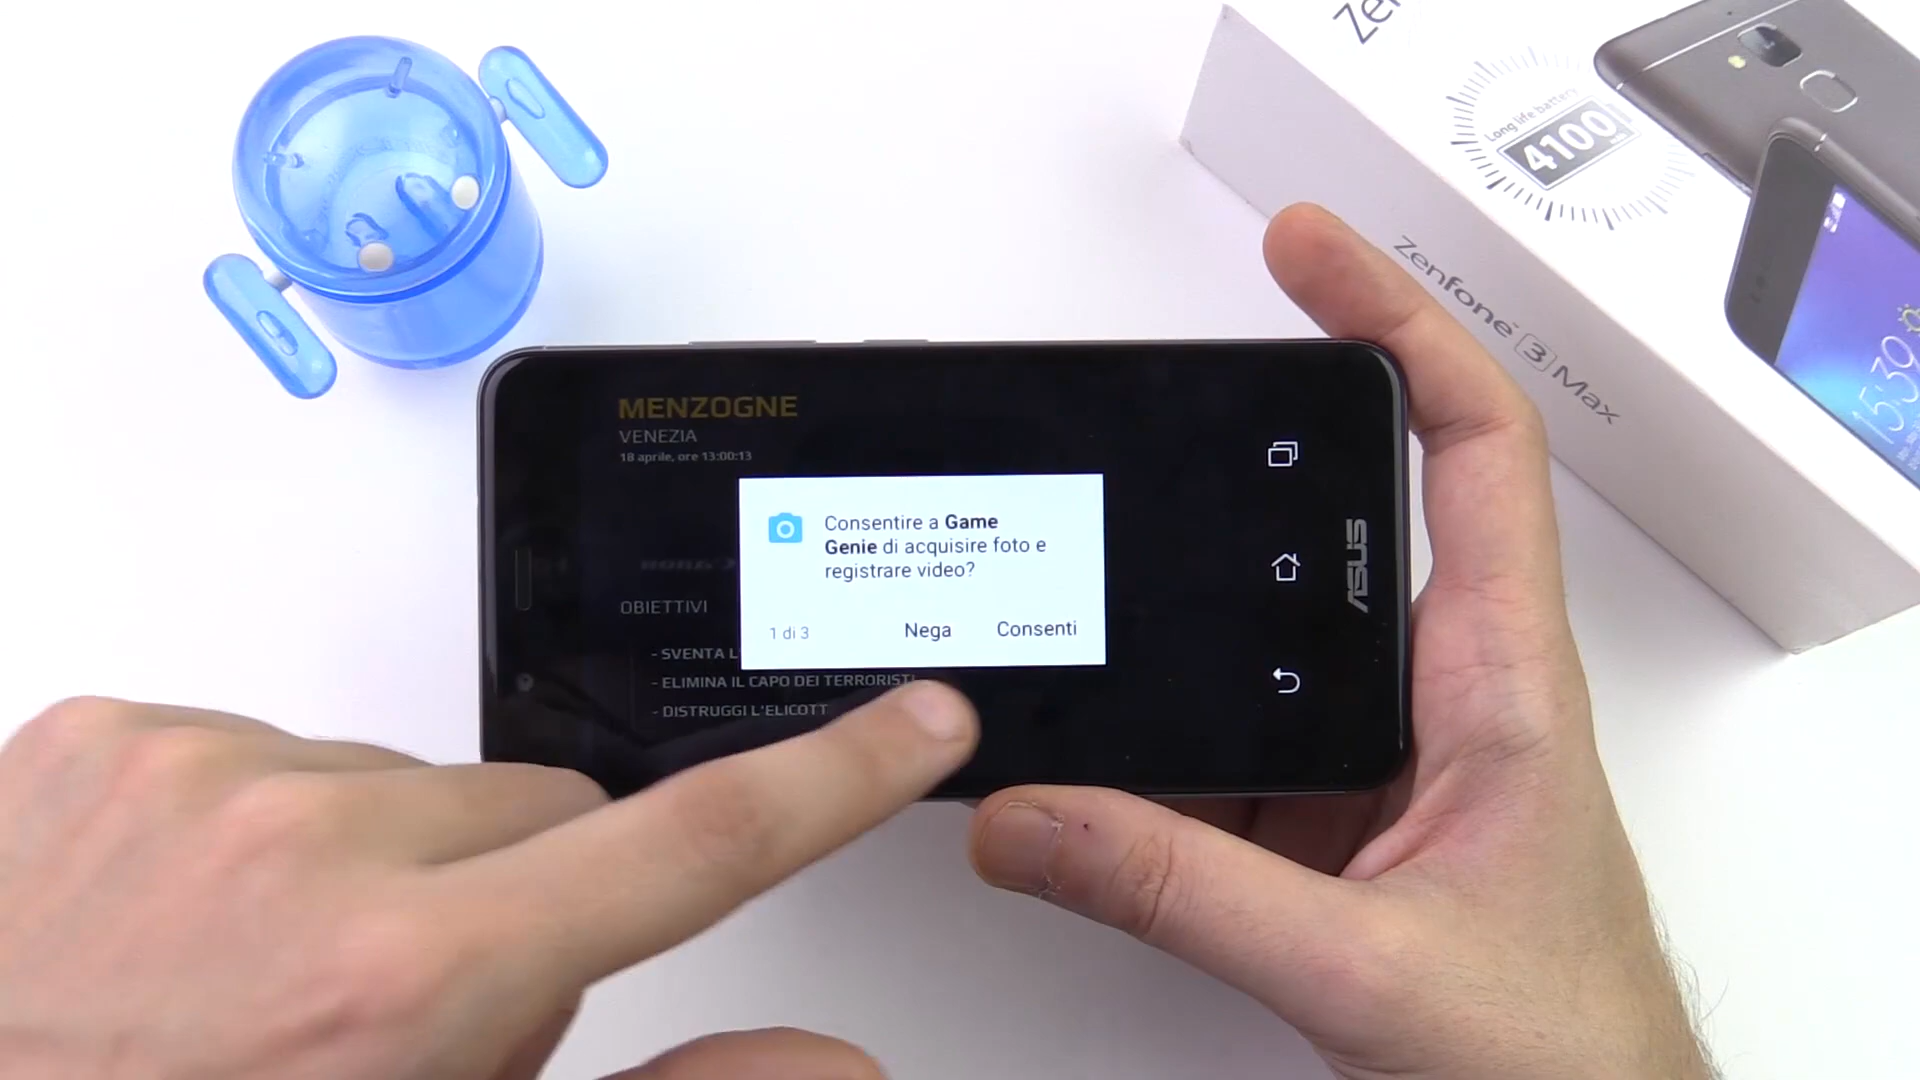 Long life battery
4100
Zenfone 3 Max
15:39
MENZOGNE
VENEZIA
18 aprile, ore 13:00:13
Consentire a Game
Genie di acquisire foto e
registrare video?
1 di 3
Nega
Consenti
OBIETTIVI
- SVENTA L'
- ELIMINA IL CAPO DEI TERRORISTI
- DISTRUGGI L'ELICOTT
ASUS